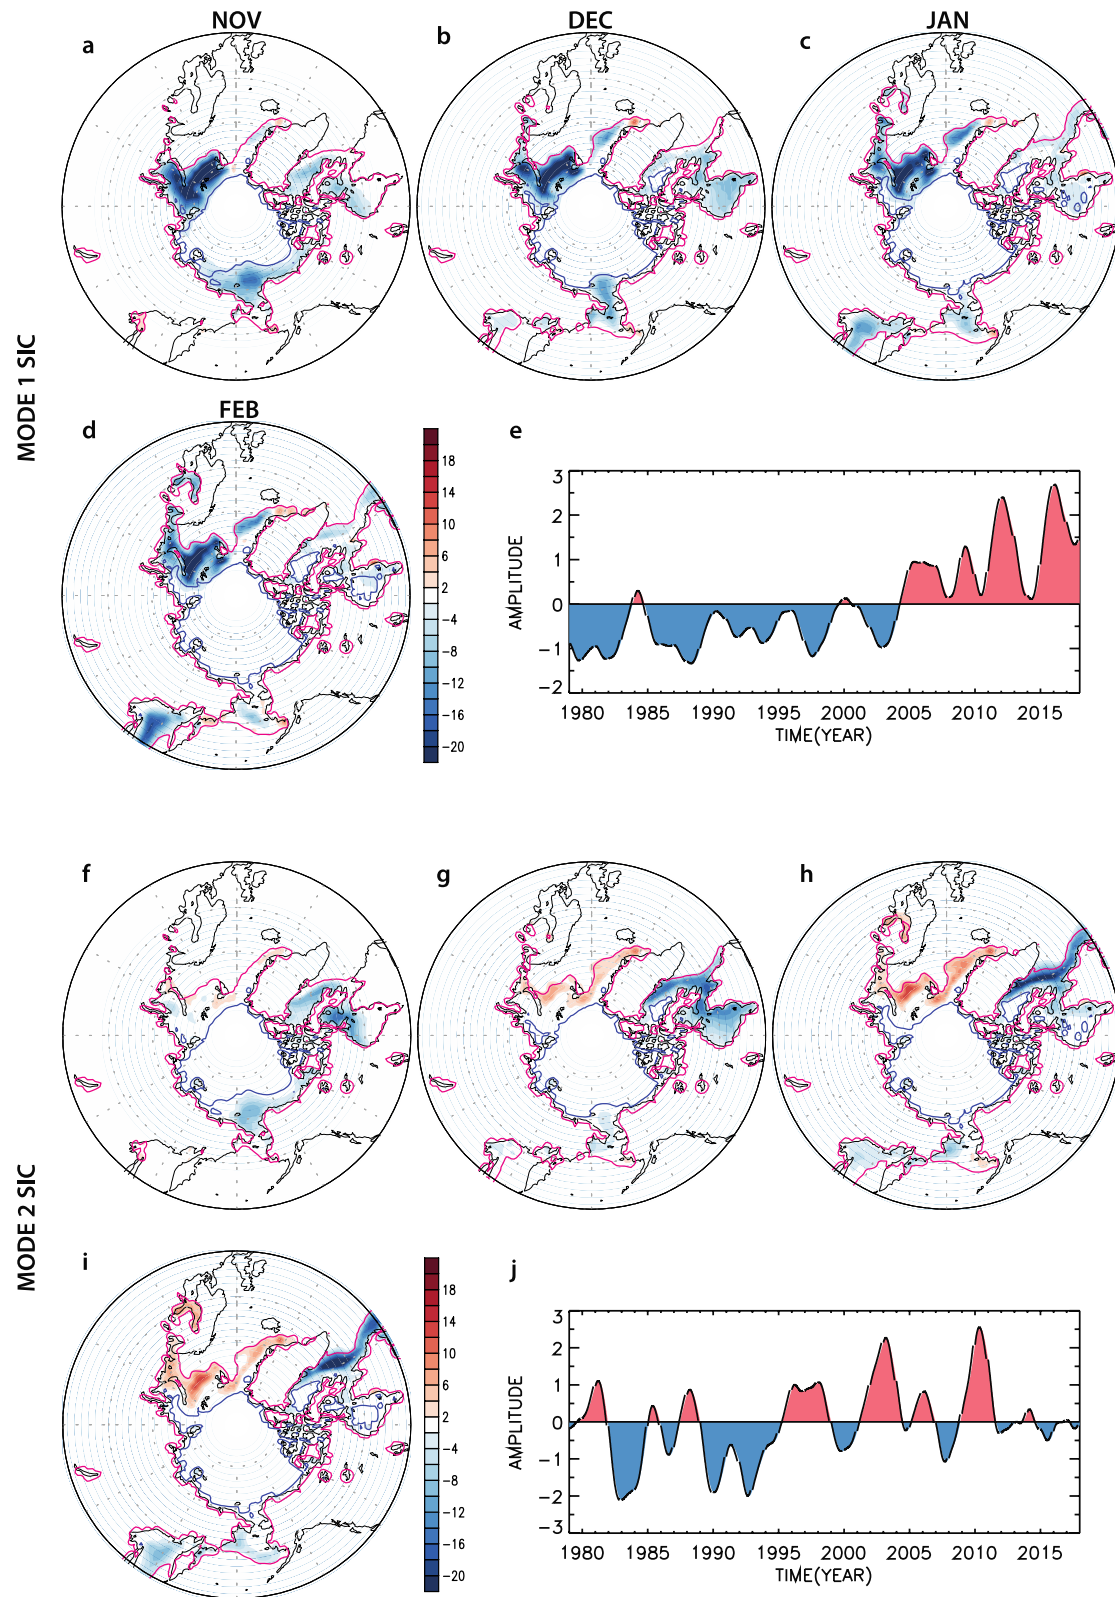 NOV
DEC
JAN
a
b
c
MODE 1 SIC
FEB
d
18
14
10
6
2
-4
-8
-12
-16
-20
e
3
2
1
0
-1
-2
AMPLITUDE
1980 1985 1990 1995 2000 2005 2010 2015
TIME(YEAR)
f
g
h
MODE 2 SIC
i
18
14
10
6
2
-4
-8
-12
-16
-20
j
3
2
1
0
-1
-2
-3
AMPLITUDE
1980 1985 1990 1995 2000 2005 2010 2015
TIME(YEAR)